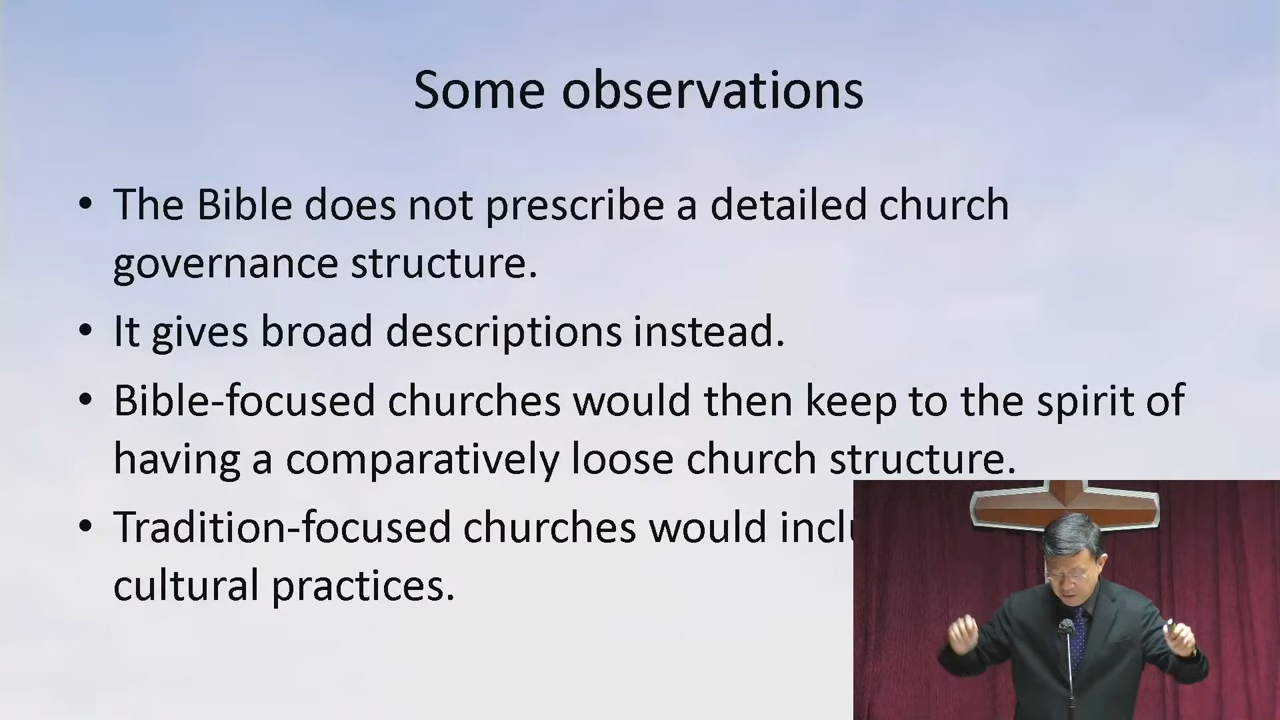 Some observations
• The Bible does not prescribe a detailed church
governance structure.
• It gives broad descriptions instead.
• Bible-focused churches would then keep to the spirit of
having a comparatively loose church structure.
• Tradition-focused churches would
cultural practices.